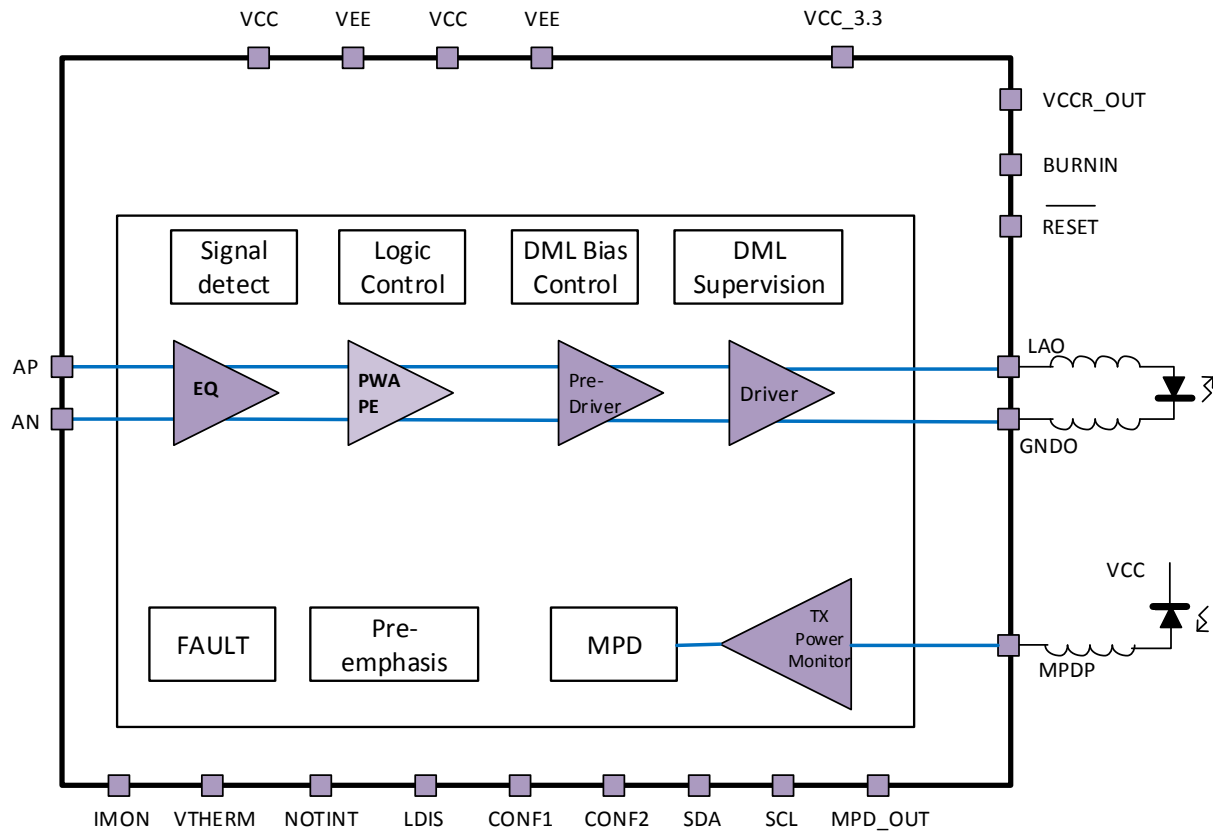 VCC VEE VCC VEE VCC_3.3
VCCR_OUT
BURNIN
RESET
Signal
detect
Logic
Control
DML Bias
Control
DML
Supervision
AP
AN
EQ
PWA
PE
Pre-
Driver
Driver
LAO
GNDO
FAULT
Pre-
emphasis
MPD
TX
Power
Monitor
VCC
MPDP
IMON VTHERM NOTINT LDIS CONF1 CONF2 SDA SCL MPD_OUT